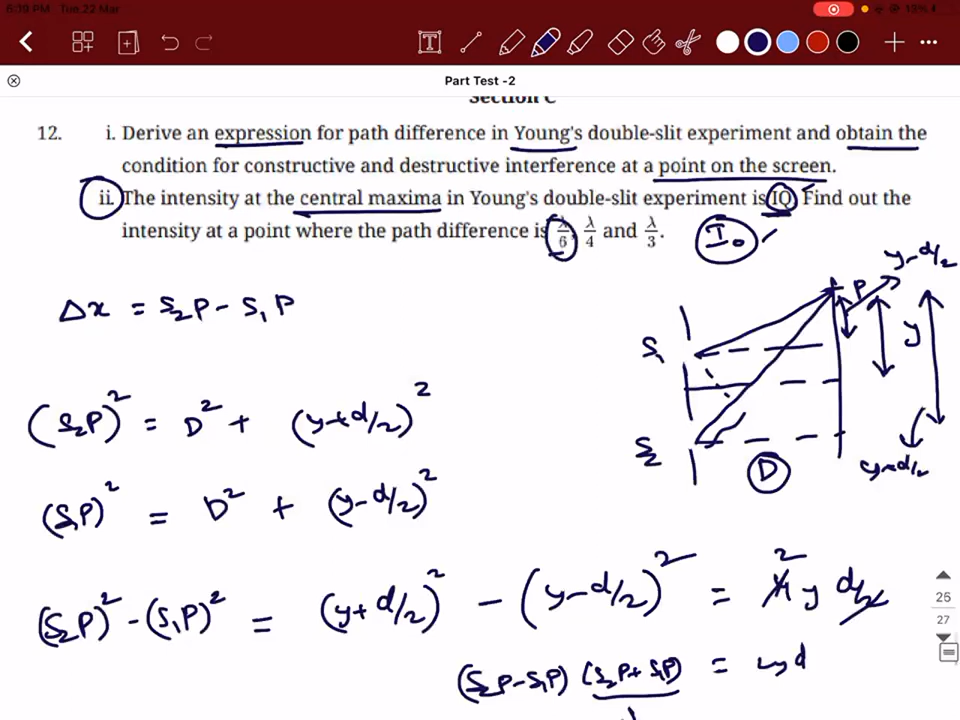 6:19 PM Tue 22 Mar
13%
T
Part Test -2
Section C
12. i. Derive an expression for path difference in Young's double-slit experiment and obtain the
condition for constructive and destructive interference at a point on the screen.
ii. The intensity at the central maxima in Young's double-slit experiment is IQ. Find out the
intensity at a point where the path difference is λ/6, λ/4 and λ/3.
I₀
y-d/2
P
Δx = S₂P - S₁P
S₁
y
(S₂P)² = D² + (y+d/2)²
S₂
D
y+d/2
(S₁P)² = D² + (y-d/2)²
(S₂P)² - (S₁P)² = (y+d/2)² - (y-d/2)² = 4 2 y d/2
25
27
(S₂P-S₁P) (S₂P+S₁P) = 2yd